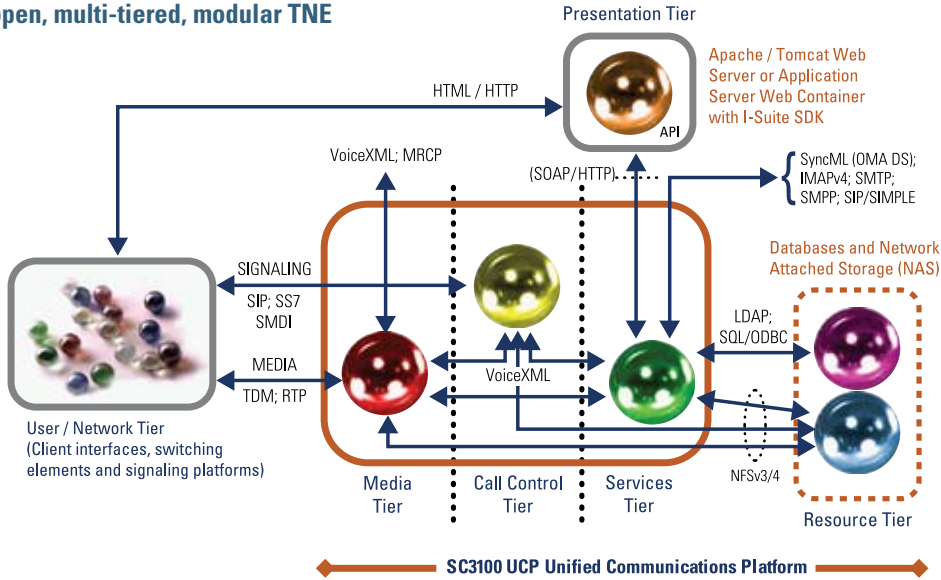 open, multi-tiered, modular TNE
Presentation Tier
Apache / Tomcat Web
Server or Application
Server Web Container
with I-Suite SDK
HTML / HTTP
API
VoiceXML; MRCP
(SOAP/HTTP)
SyncML (OMA DS);
IMAPv4; SMTP;
SMPP; SIP/SIMPLE
Databases and Network
Attached Storage (NAS)
SIGNALING
SIP; SS7
SMDI
LDAP;
SQL/ODBC
MEDIA
TDM; RTP
VoiceXML
User / Network Tier
(Client interfaces, switching
elements and signaling platforms)
NFSv3/4
Media
Tier
Call Control
Tier
Services
Tier
Resource Tier
SC3100 UCP Unified Communications Platform